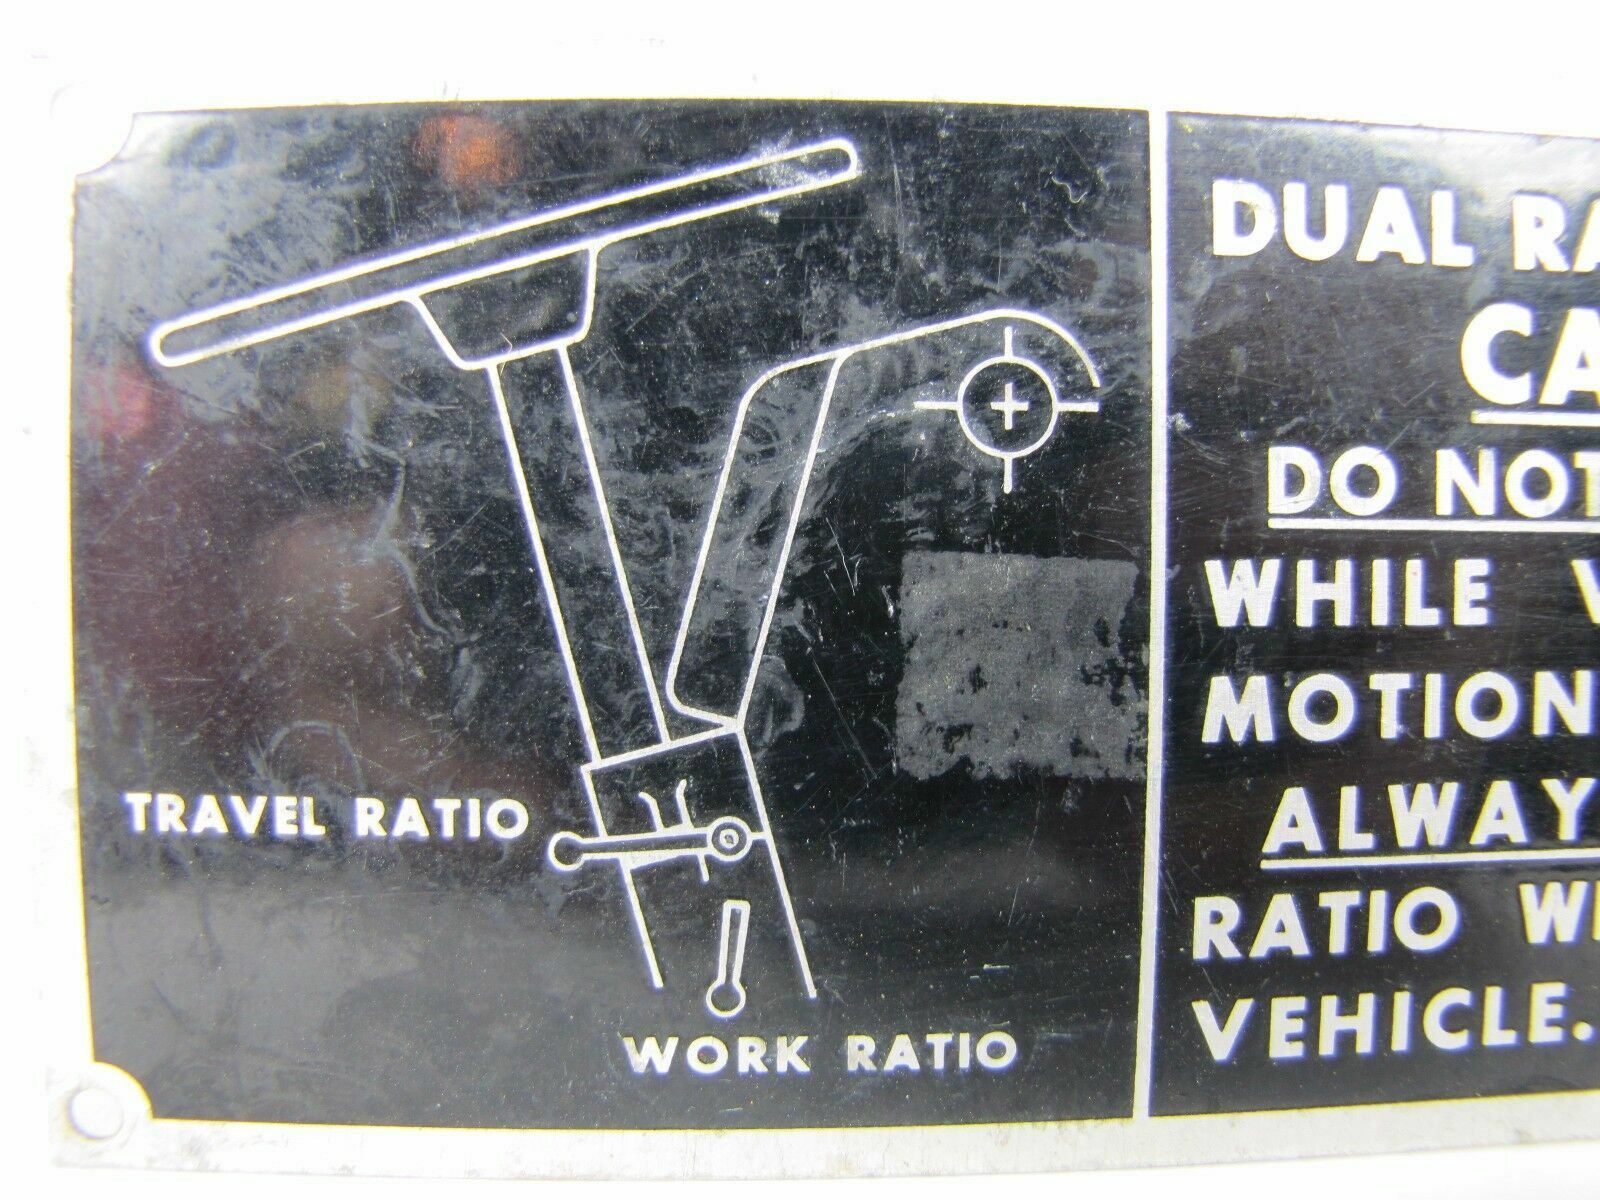 TRAVEL RATIO
WORK RATIO
DUAL RA
CA
DO NOT
WHILE V
MOTION
ALWAY
RATIO W
VEHICLE.